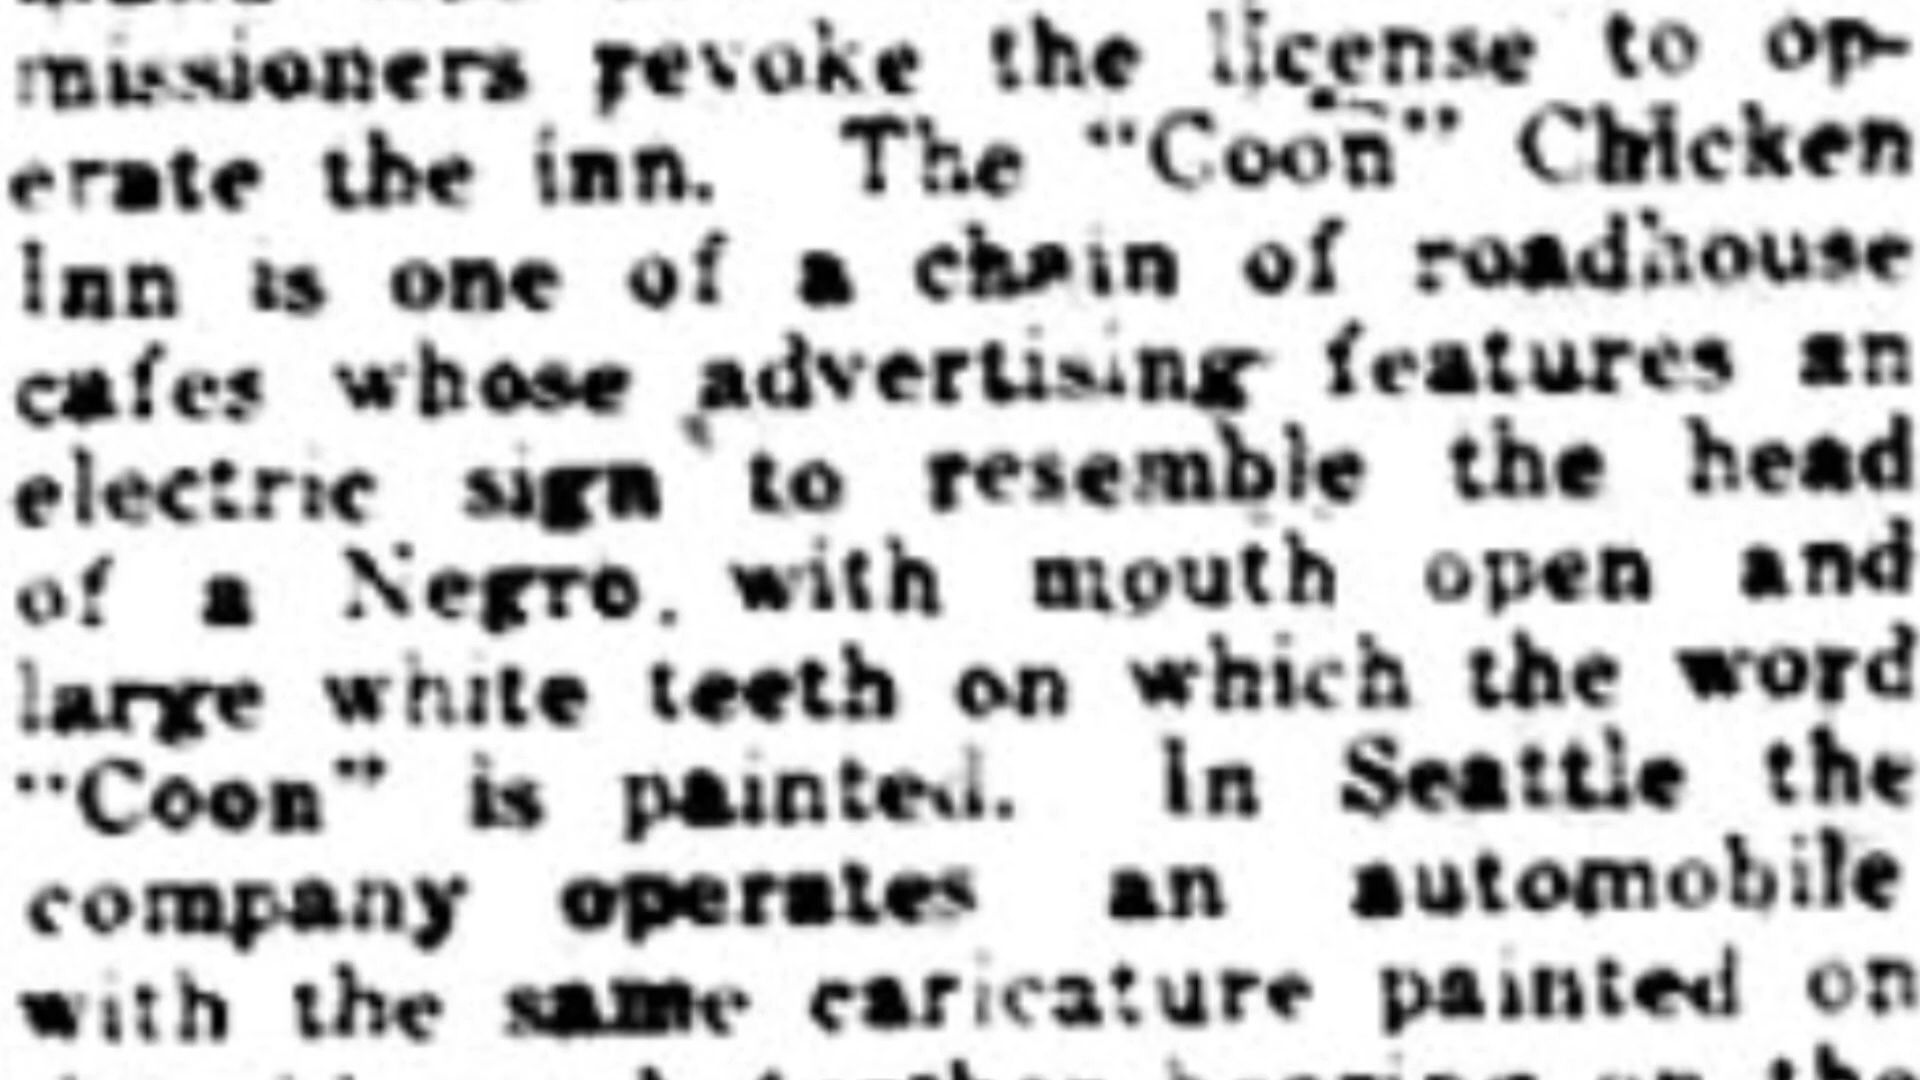 missioners revoke the license to op-
erate the inn. The "Coon" Chicken
Inn is one of a chain of roadhouse
cafes whose advertising features an
electric sign to resemble the head
of a Negro, with mouth open and
large white teeth on which the word
"Coon" is painted. In Seattle the
company operates an automobile
with the same caricature painted on
the